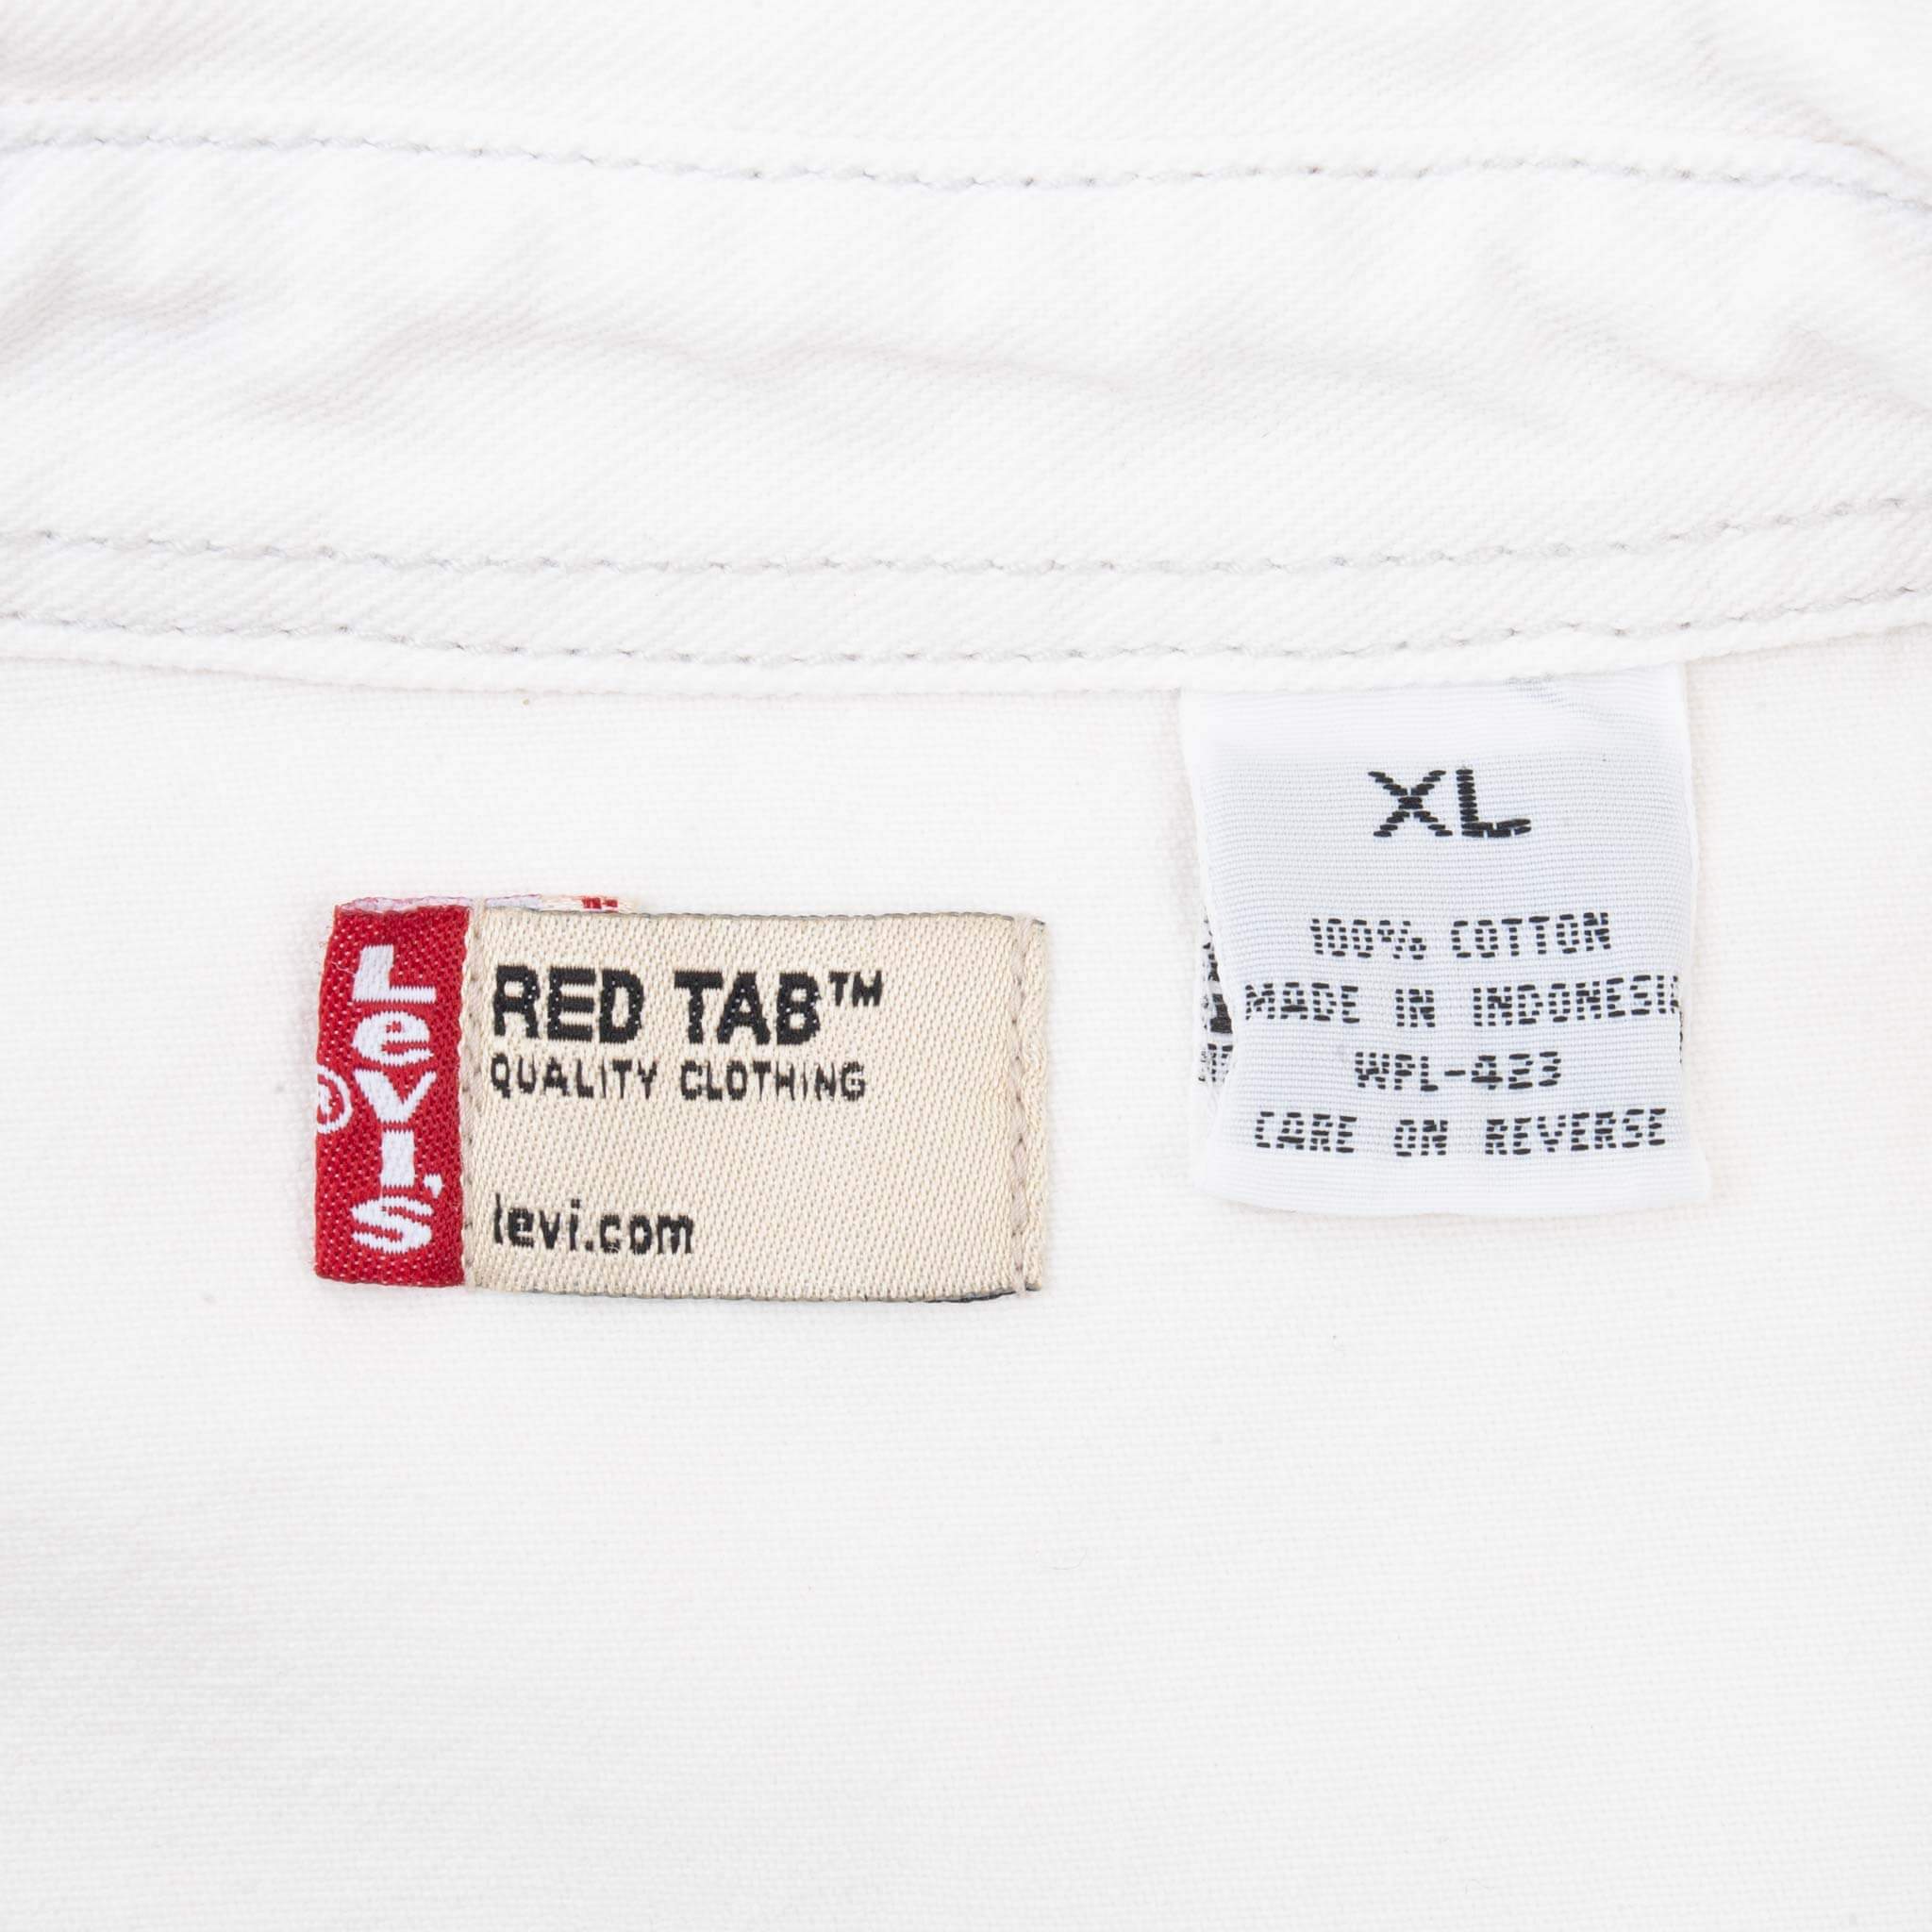 Levi's
®
RED TAB™
QUALITY CLOTHING
levi.com
XL
100% COTTON
MADE IN INDONESIA
WPL-423
CARE ON REVERSE